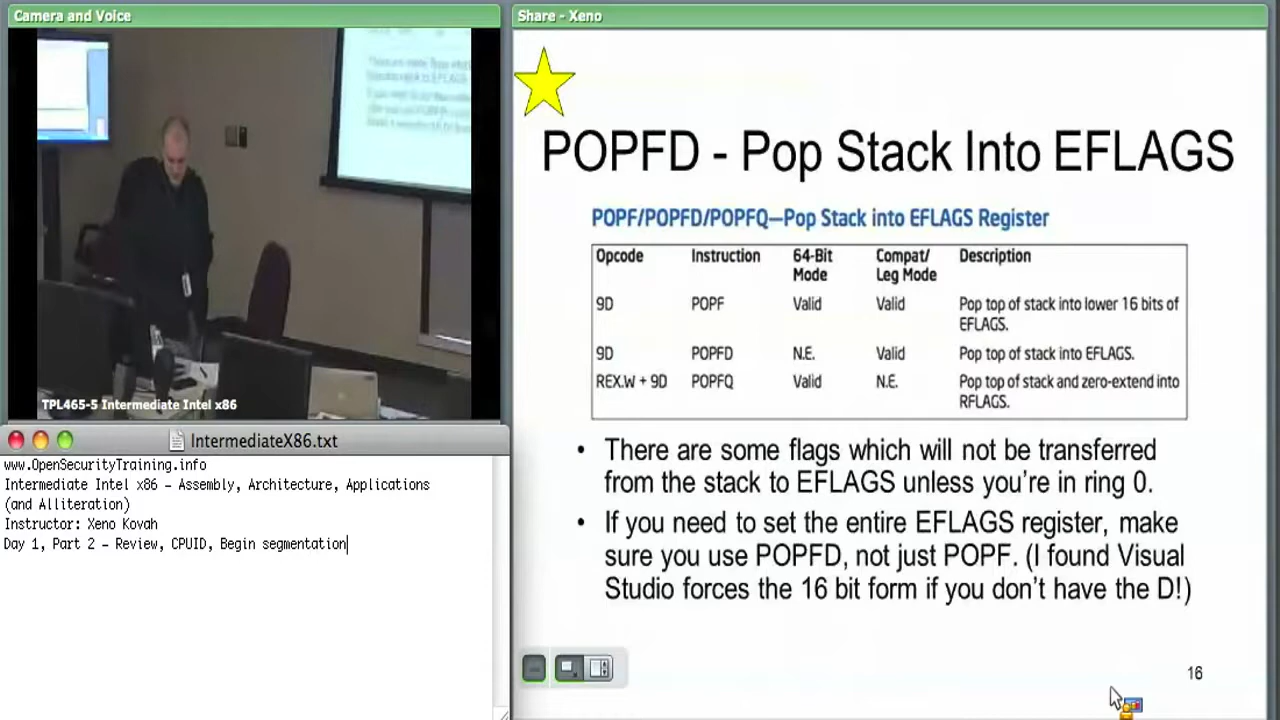 Camera and Voice
TPL465-5 Intermediate Intel x86
IntermediateX86.txt
www.OpenSecurityTraining.info
Intermediate Intel x86 – Assembly, Architecture, Applications
(and Alliteration)
Instructor: Xeno Kovah
Day 1, Part 2 – Review, CPUID, Begin segmentation
Share - Xeno
POPFD - Pop Stack Into EFLAGS
POPF/POPFD/POPFQ—Pop Stack into EFLAGS Register
Opcode Instruction 64-Bit Compat/ Description
Mode Leg Mode
9D POPF Valid Valid Pop top of stack into lower 16 bits of
EFLAGS.
9D POPFD N.E. Valid Pop top of stack into EFLAGS.
REX.W + 9D POPFQ Valid N.E. Pop top of stack and zero-extend into
RFLAGS.
• There are some flags which will not be transferred
from the stack to EFLAGS unless you're in ring 0.
• If you need to set the entire EFLAGS register, make
sure you use POPFD, not just POPF. (I found Visual
Studio forces the 16 bit form if you don't have the D!)
16